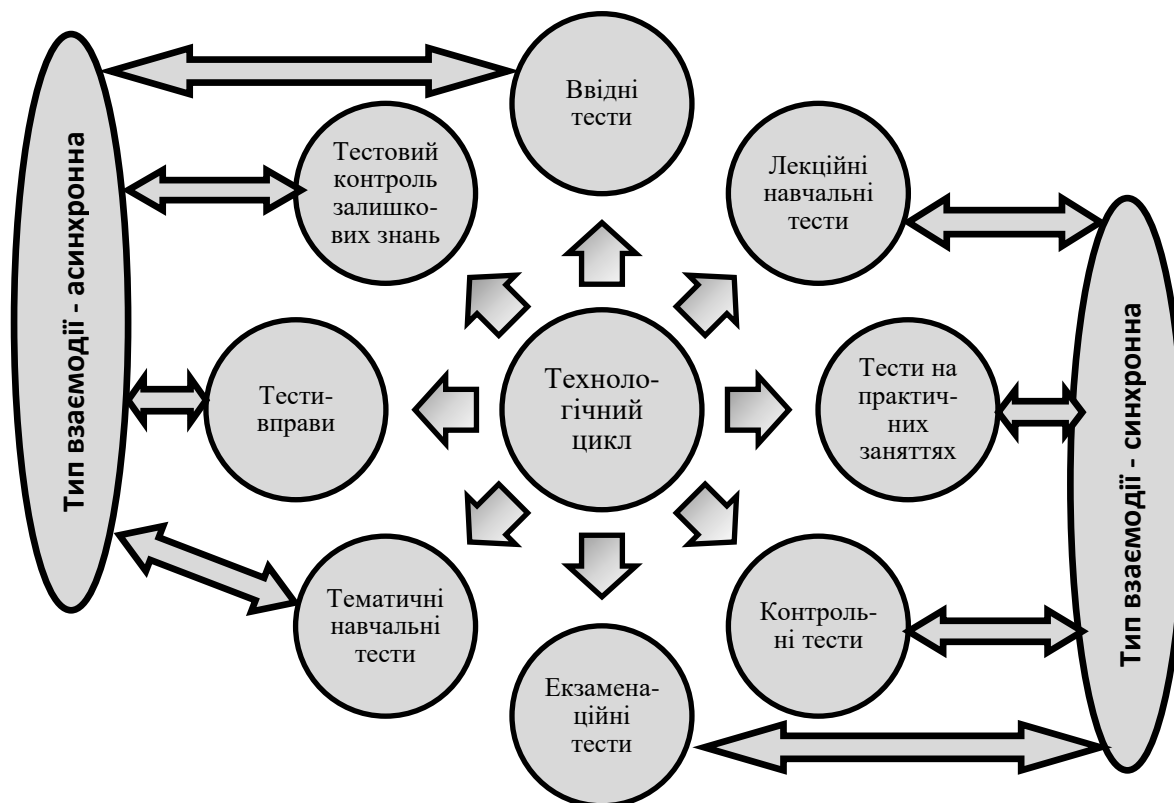 Ввідні
тести
Тестовий
контроль
залишко-
вих знань
Лекційні
навчальні
тести
Тип взаємодії - асинхронна
Тести-
вправи
Техноло-
гічний
цикл
Тести на
практич-
них
заняттях
Тип взаємодії - синхронна
Тематичні
навчальні
тести
Контроль-
ні тести
Екзамена-
ційні
тести